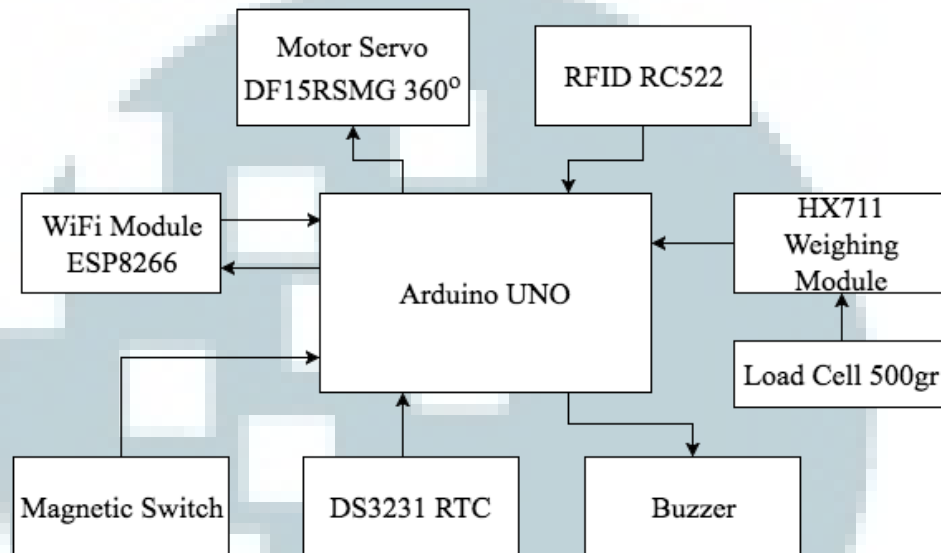 Motor Servo
DF15RSMG 360°
RFID RC522
WiFi Module
ESP8266
Arduino UNO
HX711
Weighing
Module
Load Cell 500gr
Magnetic Switch
DS3231 RTC
Buzzer